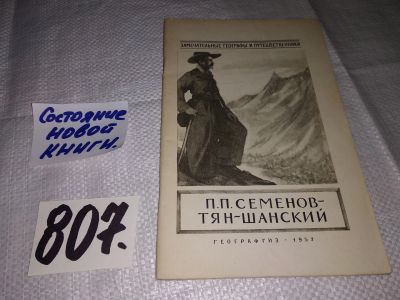 ЗАМЕЧАТЕЛЬНЫЕ ГЕОГРАФЫ И ПУТЕШЕСТВЕННИКИ
Состояние
новой
книги.
807.
П.П. СЕМЕНОВ-
ТЯН-ШАНСКИЙ
ГЕОГРАФГИЗ - 1952